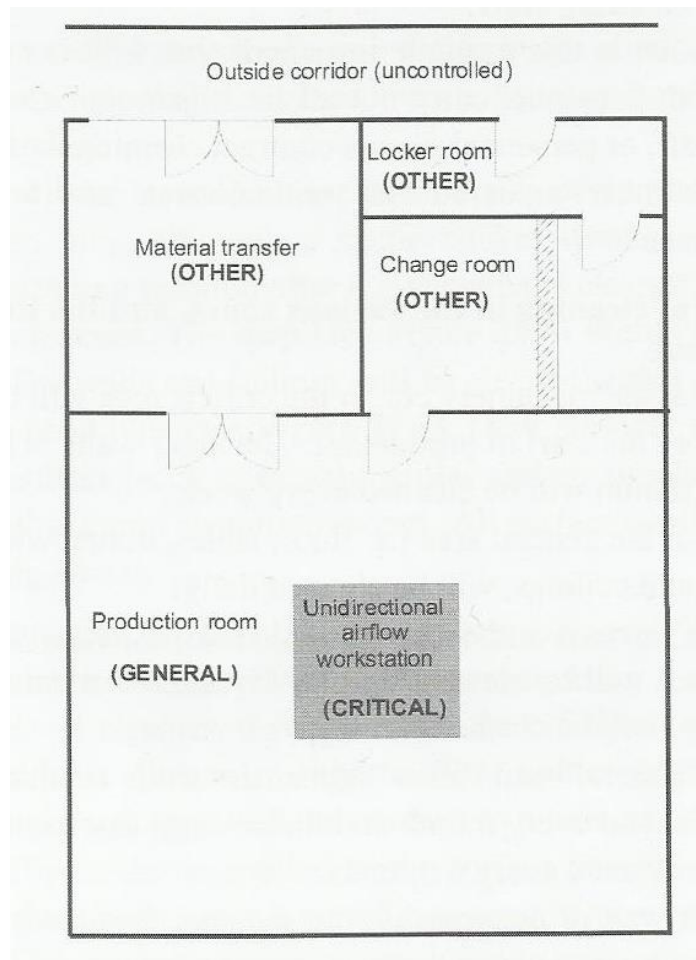 Outside corridor (uncontrolled)
Locker room
(OTHER)
Material transfer
(OTHER)
Change room
(OTHER)
Production room
(GENERAL)
Unidirectional
airflow
workstation
(CRITICAL)